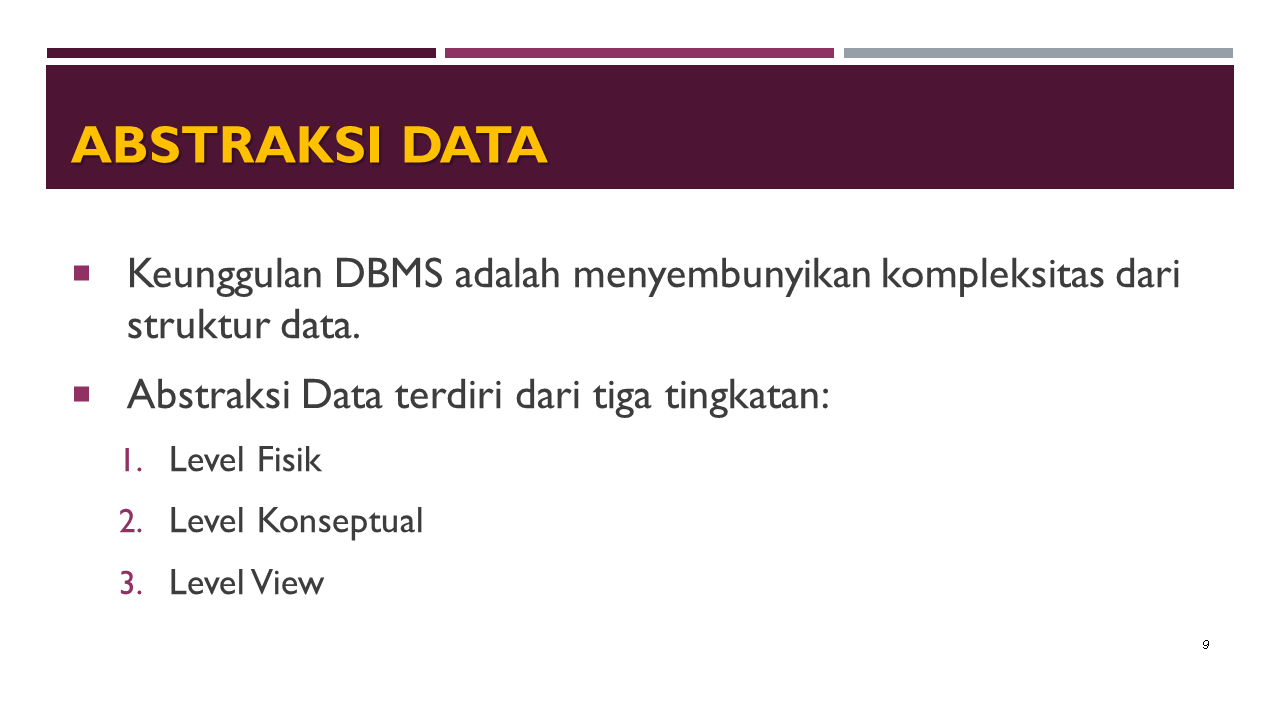 ABSTRAKSI DATA
Keunggulan DBMS adalah menyembunyikan kompleksitas dari
struktur data.
Abstraksi Data terdiri dari tiga tingkatan:
1. Level Fisik
2. Level Konseptual
3. Level View
9